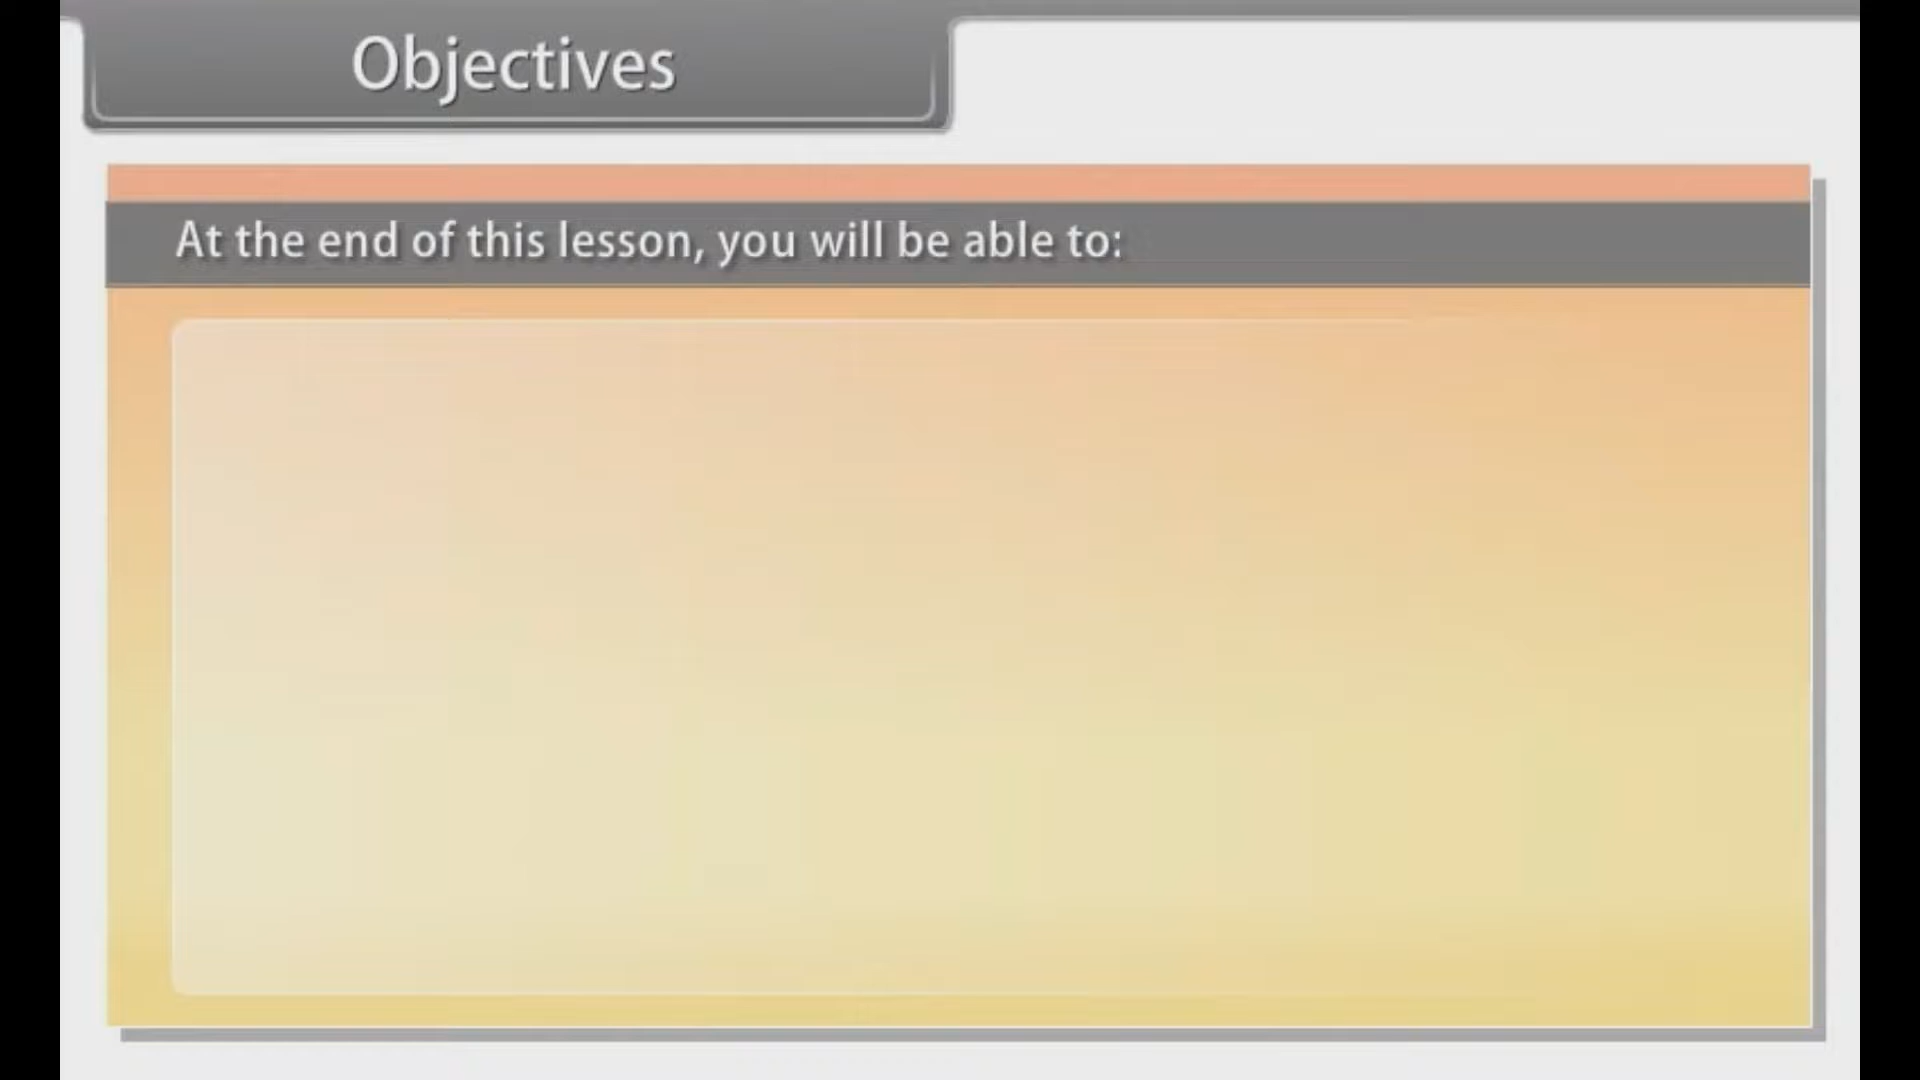 Objectives
At the end of this lesson, you will be able to: